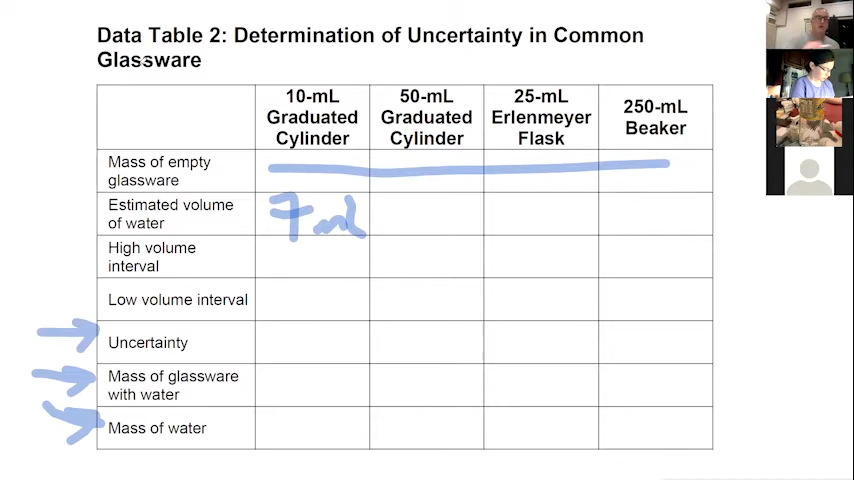 Data Table 2: Determination of Uncertainty in Common
Glassware
10-mL
Graduated
Cylinder
50-mL
Graduated
Cylinder
25-mL
Erlenmeyer
Flask
250-mL
Beaker
Mass of empty
glassware
Estimated volume
of water
7 ml
High volume
interval
Low volume interval
Uncertainty
Mass of glassware
with water
Mass of water